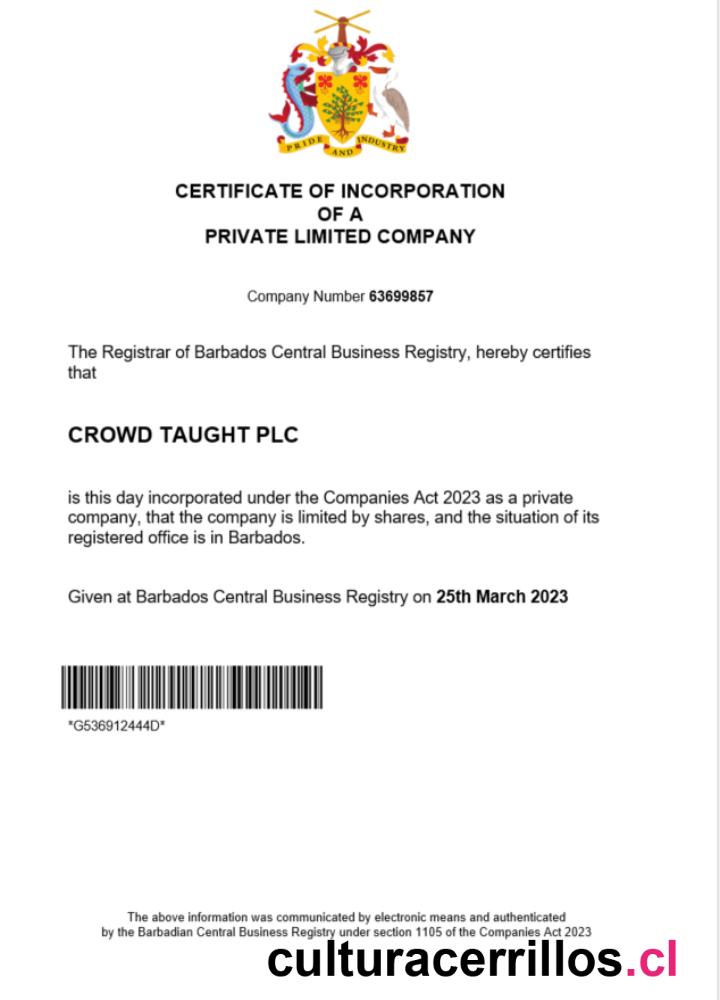 PRIDE AND INDUSTRY
CERTIFICATE OF INCORPORATION
OF A
PRIVATE LIMITED COMPANY
Company Number 63699857
The Registrar of Barbados Central Business Registry, hereby certifies
that
CROWD TAUGHT PLC
is this day incorporated under the Companies Act 2023 as a private
company, that the company is limited by shares, and the situation of its
registered office is in Barbados.
Given at Barbados Central Business Registry on 25th March 2023
*G536912444D*
The above information was communicated by electronic means and authenticated
by the Barbadian Central Business Registry under section 1105 of the Companies Act 2023
culturacerrillos.cl